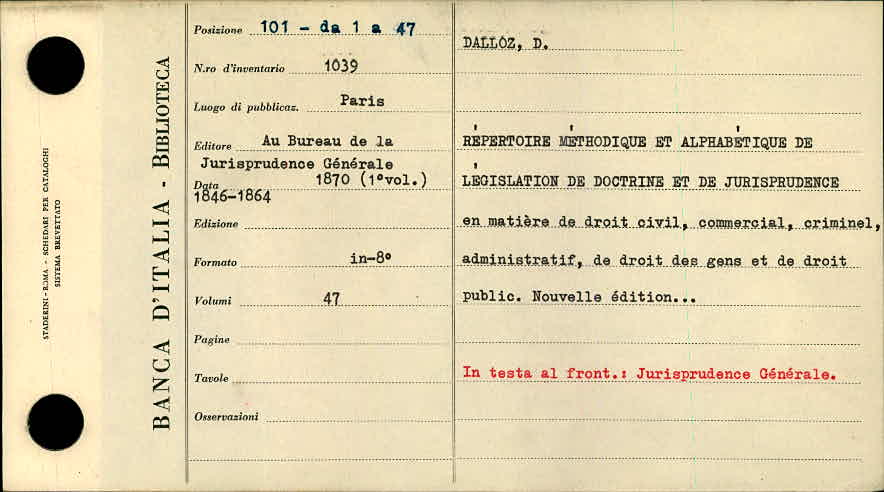 STADERINI - ROMA - SCHEDARI PER CATALOGHI
SISTEMA BREVETTATO
BANCA D'ITALIA - BIBLIOTECA
Posizione 101 - da 1 a 47
N.ro d'inventario 1039
Luogo di pubblicaz. Paris
Editore Au Bureau de la
Jurisprudence Générale
Data 1870 (1°vol.)
1846-1864
Edizione
Formato in-8°
Volumi 47
Pagine
Tavole
Osservazioni
DALLOZ, D.
RÉPERTOIRE MÉTHODIQUE ET ALPHABÉTIQUE DE
LÉGISLATION DE DOCTRINE ET DE JURISPRUDENCE
en matière de droit civil, commercial, criminel,
administratif, de droit des gens et de droit
public. Nouvelle édition...
In testa al front.: Jurisprudence Générale.